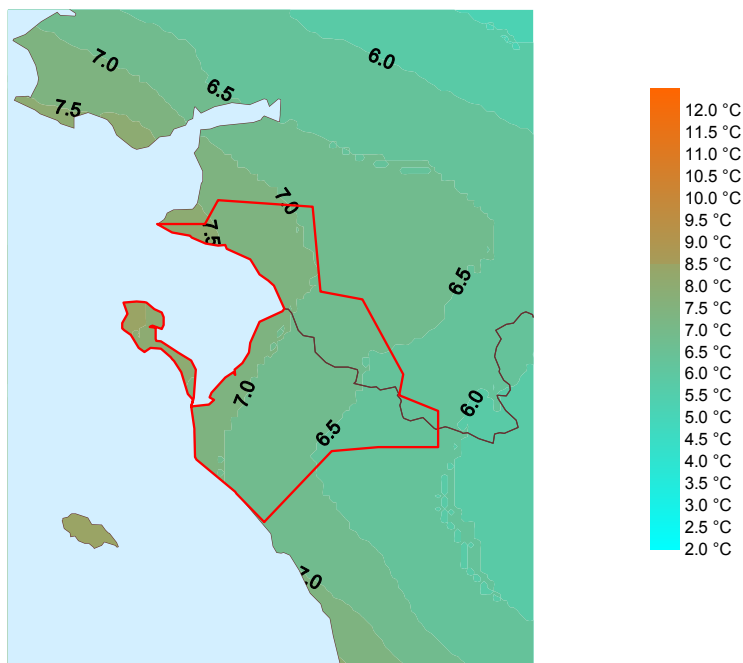 7.0
6.0
6.5
7.5
7.0
7.5
6.5
7.0
6.0
6.5
7.0
12.0 °C
11.5 °C
11.0 °C
10.5 °C
10.0 °C
9.5 °C
9.0 °C
8.5 °C
8.0 °C
8.5 °C
7.0 °C
6.5 °C
6.0 °C
5.5 °C
5.0 °C
4.5 °C
4.0 °C
3.5 °C
3.0 °C
2.5 °C
2.0 °C